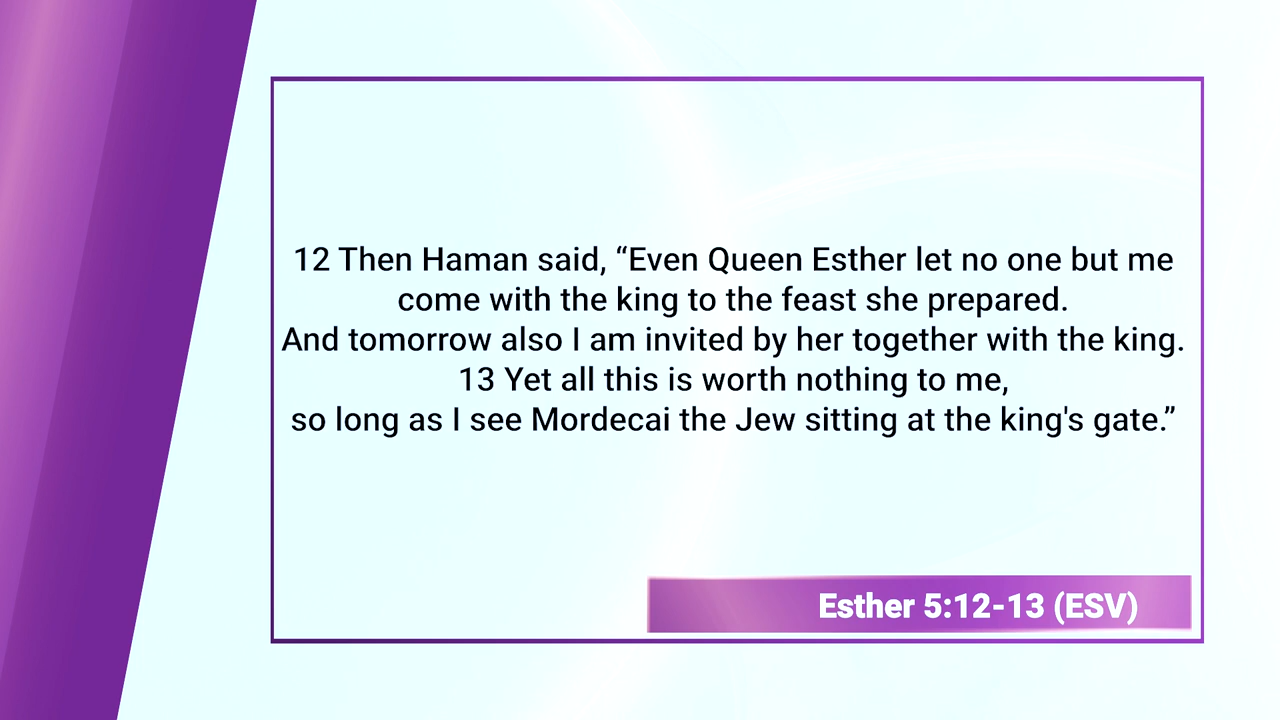 12 Then Haman said, “Even Queen Esther let no one but me
come with the king to the feast she prepared.
And tomorrow also I am invited by her together with the king.
13 Yet all this is worth nothing to me,
so long as I see Mordecai the Jew sitting at the king's gate.”
Esther 5:12-13 (ESV)